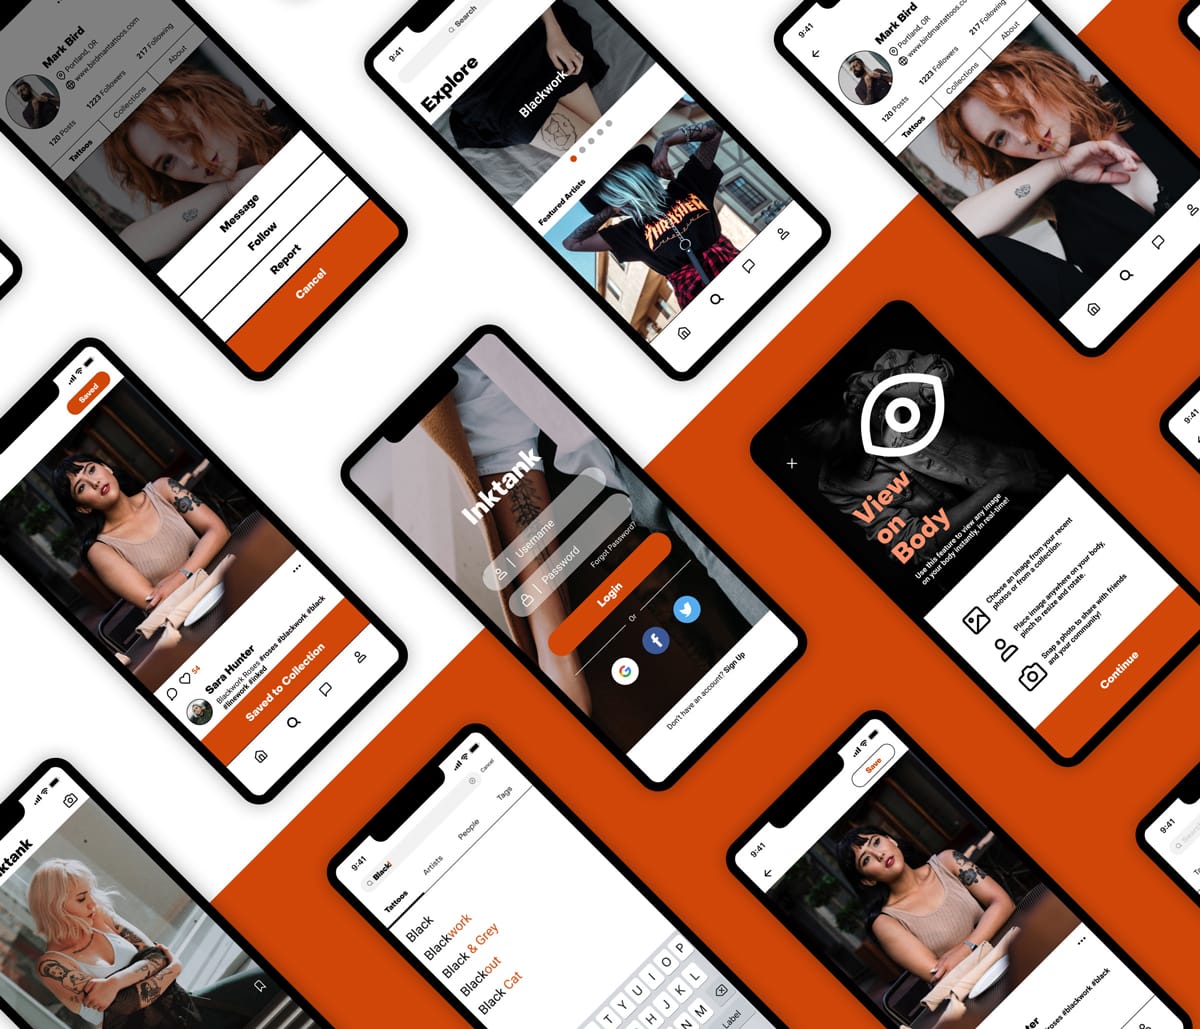 Mark Bird
Portland, OR
www.birdmantattoos.com
120 Posts
1223 Followers
217 Following
Tattoos
Collections
About
Message
Follow
Report
Cancel
9:41
Search
Explore
Blackwork
Featured Artists
THRASHER
9:41
Mark Bird
Portland, OR
www.birdmantattoos.com
120 Posts
1223 Followers
217 Following
Tattoos
Collections
About
Saved
54
Sara Hunter
Blackwork Roses #roses #blackwork #black
#linework #inked
Saved to Collection
Inktank
Username
Password
Forgot Password?
Login
Or
Don't have an account? Sign Up
View
on
Body
Use this feature to view any image
on your body instantly, in real-time!
Choose an image from your recent
photos or from a collection.
Place image anywhere on your body,
pinch to resize and rotate.
Snap a photo to share with friends
and your community!
Continue
9:41
nktank
9:41
Black
Cancel
Tattoos
Artists
People
Tags
Black
Blackwork
Black & Grey
Blackout
Black Cat
T Y U I O P
H J K L
N M
Label
9:41
Save
#roses #blackwork #black
9:41